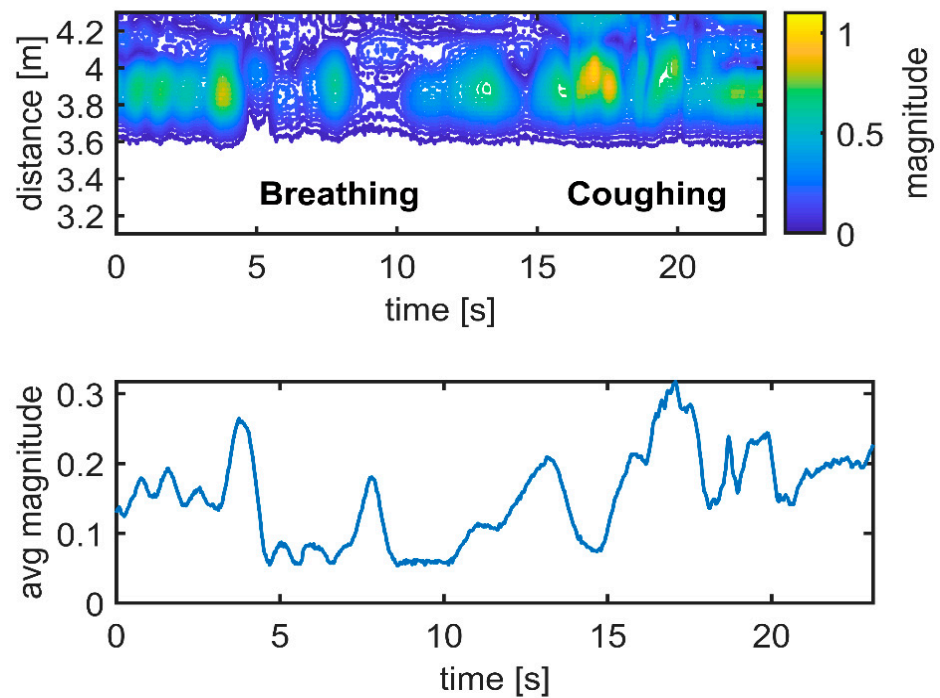 4.2
4
3.8
3.6
3.4
3.2
distance [m]
Breathing
Coughing
0 5 10 15 20
time [s]
1
0.5
0
magnitude
0.3
0.2
0.1
0
avg magnitude
0 5 10 15 20
time [s]